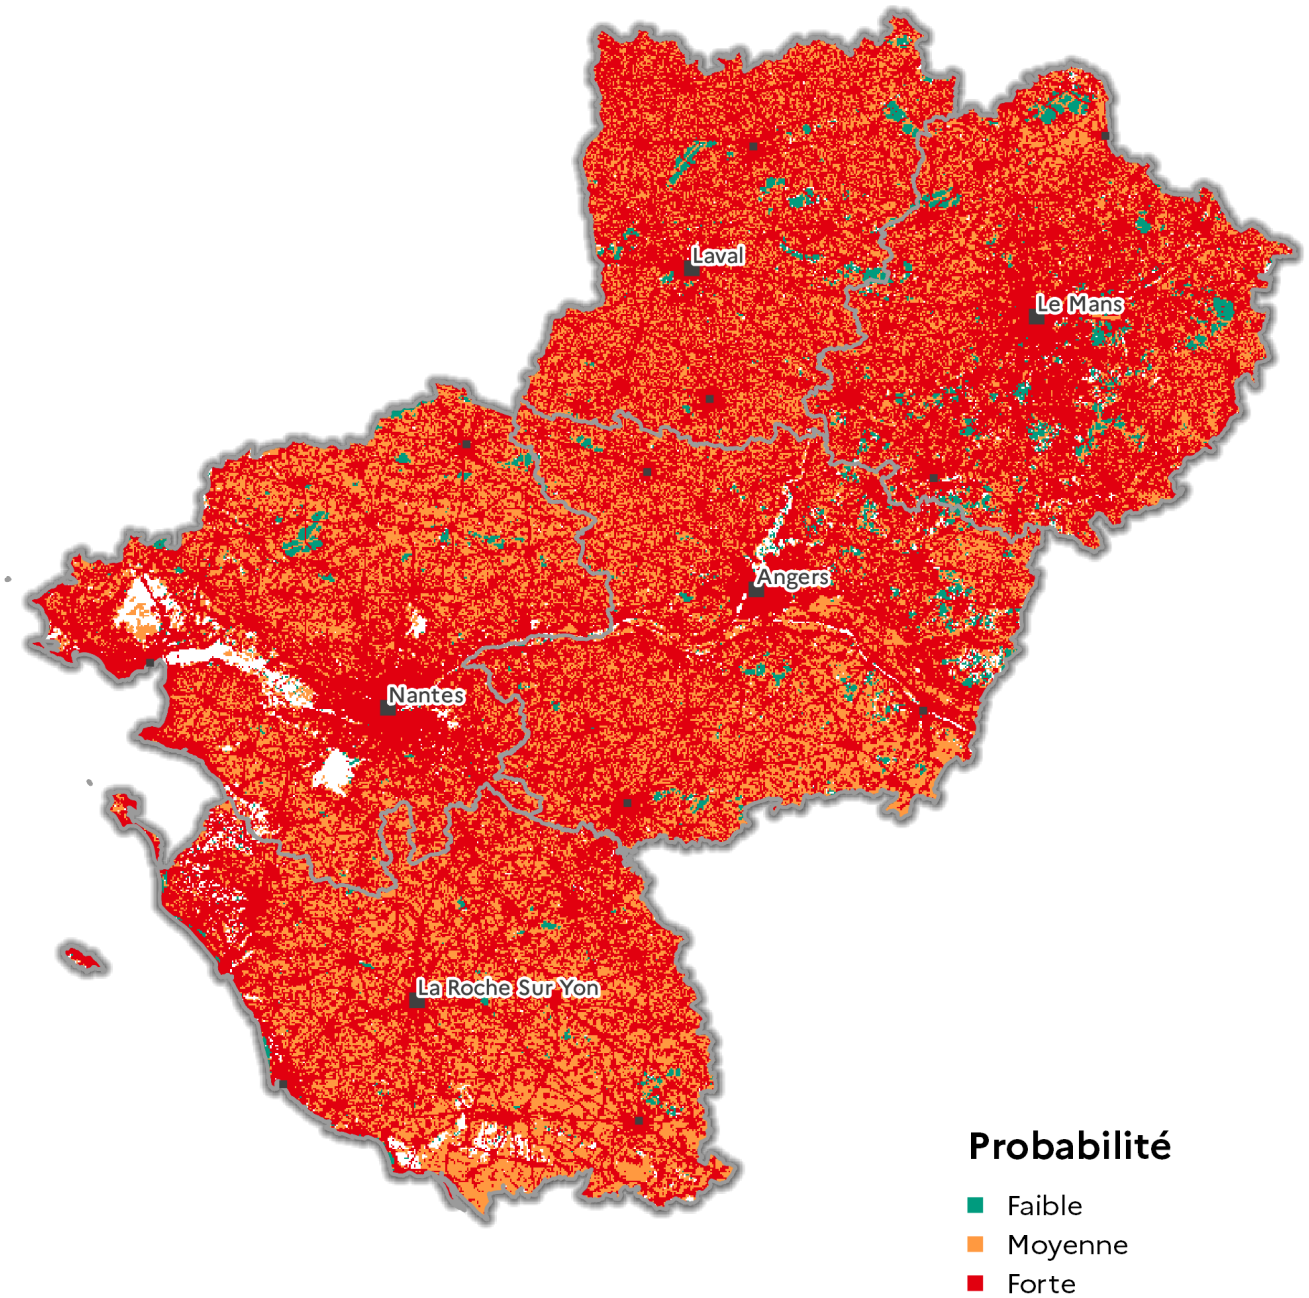 Laval
Le Mans
Angers
Nantes
La Roche Sur Yon
Probabilité
Faible
Moyenne
Forte